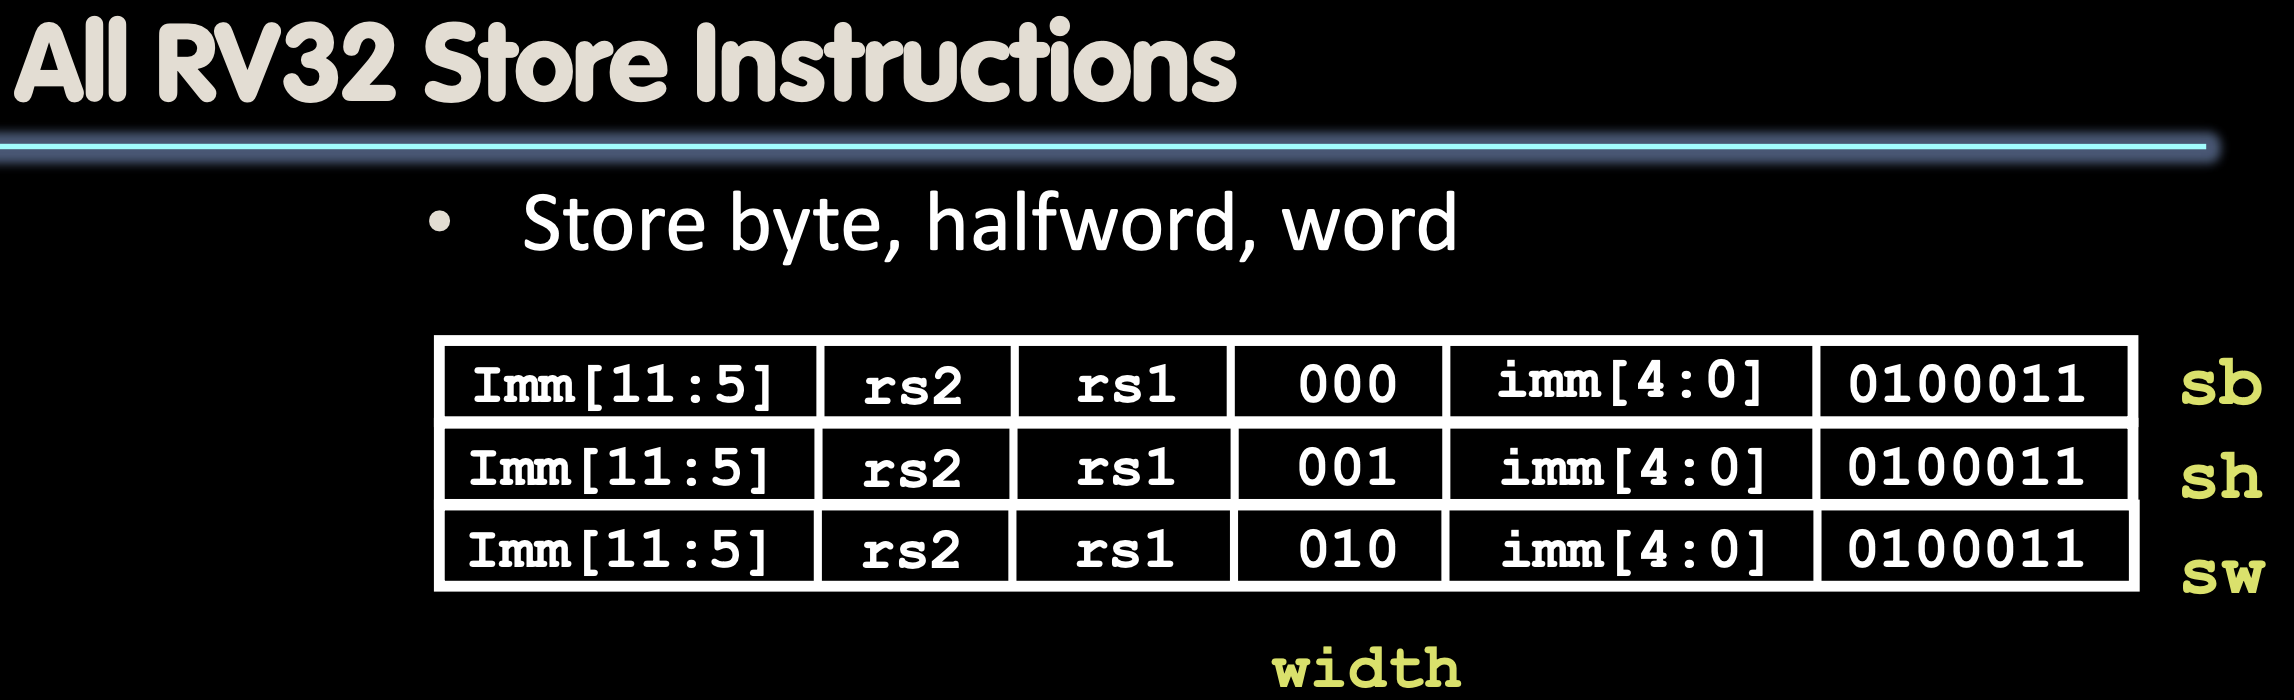 All RV32 Store Instructions
• Store byte, halfword, word
Imm[11:5] rs2 rs1 000 imm[4:0] 0100011 sb
Imm[11:5] rs2 rs1 001 imm[4:0] 0100011 sh
Imm[11:5] rs2 rs1 010 imm[4:0] 0100011 sw
width